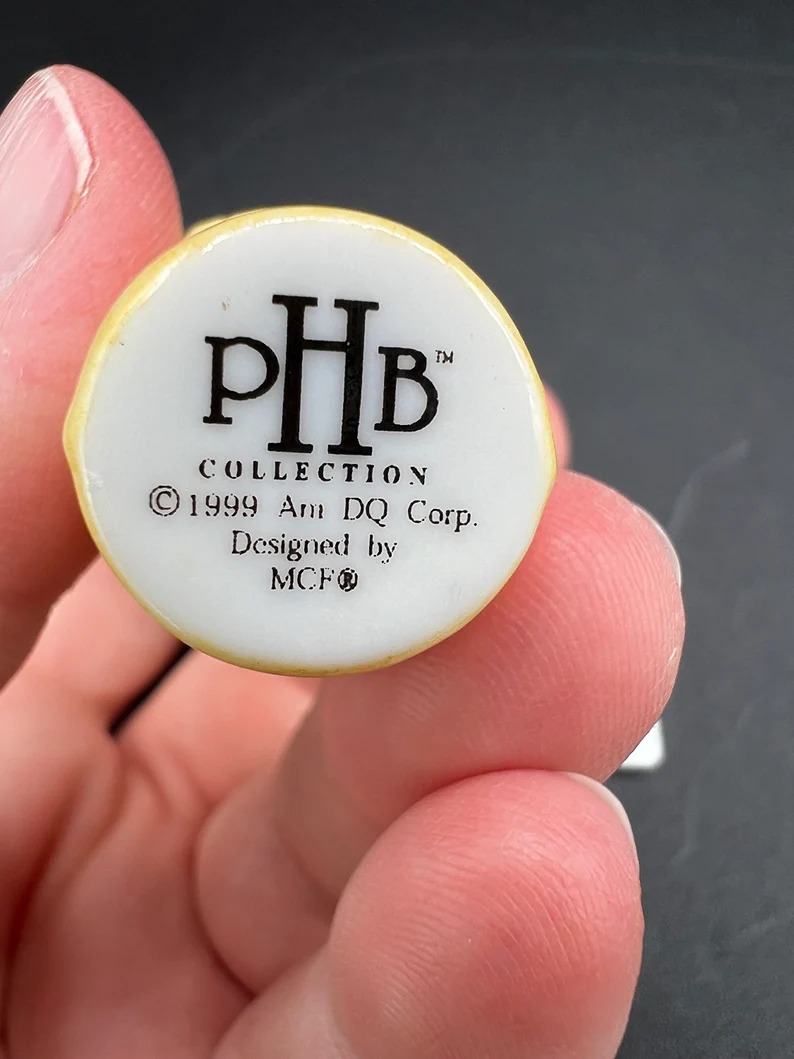 PHB™
COLLECTION
©1999 Am DQ Corp.
Designed by
MCF®